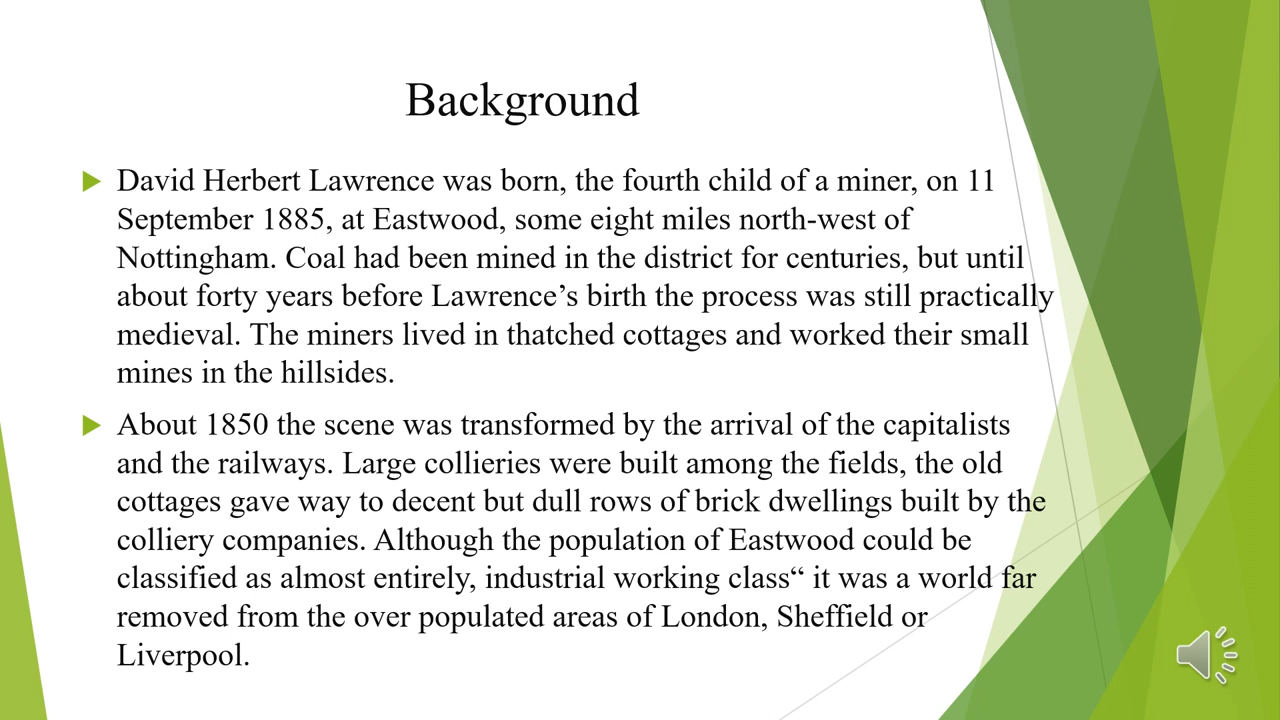 Background
David Herbert Lawrence was born, the fourth child of a miner, on 11
September 1885, at Eastwood, some eight miles north-west of
Nottingham. Coal had been mined in the district for centuries, but until
about forty years before Lawrence’s birth the process was still practically
medieval. The miners lived in thatched cottages and worked their small
mines in the hillsides.
About 1850 the scene was transformed by the arrival of the capitalists
and the railways. Large collieries were built among the fields, the old
cottages gave way to decent but dull rows of brick dwellings built by the
colliery companies. Although the population of Eastwood could be
classified as almost entirely, industrial working class“ it was a world far
removed from the over populated areas of London, Sheffield or
Liverpool.